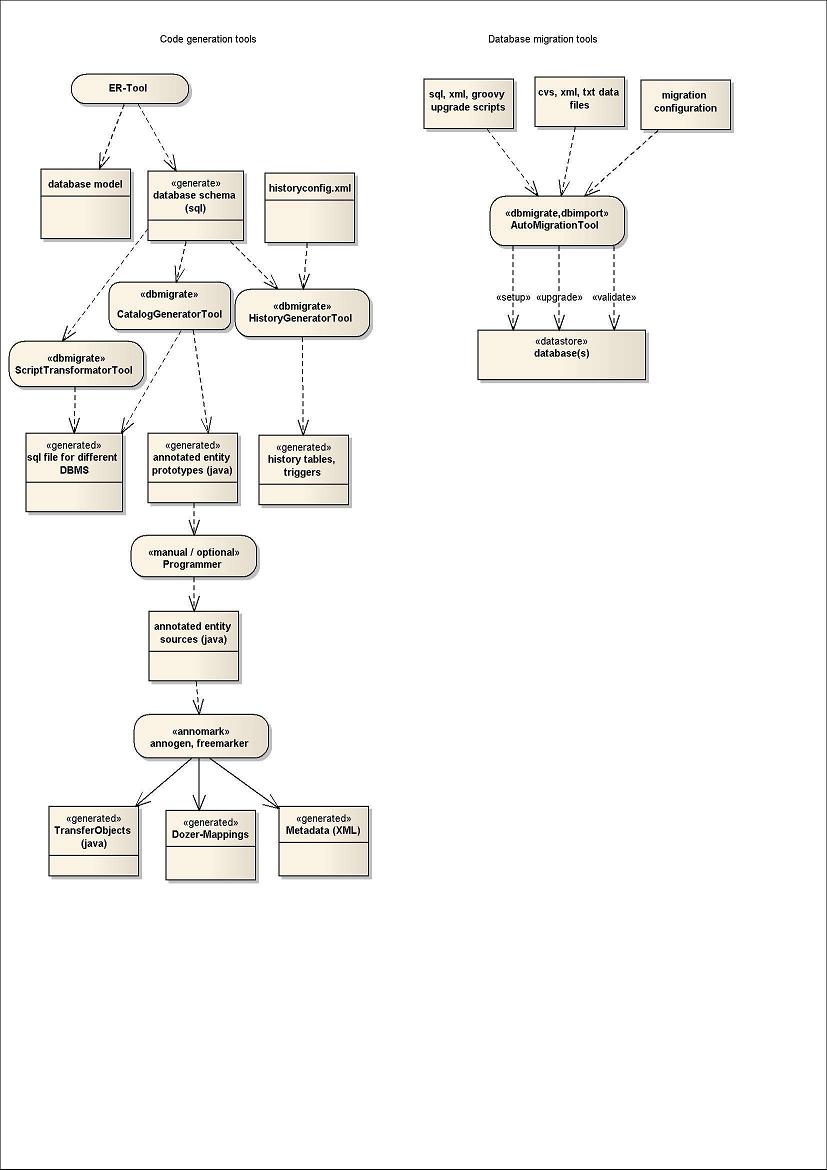 Code generation tools
Database migration tools
ER-Tool
sql, xml, groovy
upgrade scripts
cvs, xml, txt data
files
migration
configuration
database model
«generate»
database schema
(sql)
historyconfig.xml
«dbmigrate,dbimport»
AutoMigrationTool
«dbmigrate»
CatalogGeneratorTool
«dbmigrate»
HistoryGeneratorTool
«setup»
«upgrade»
«validate»
«datastore»
database(s)
«dbmigrate»
ScriptTransformatorTool
«generated»
sql file for different
DBMS
«generated»
annotated entity
prototypes (java)
«generated»
history tables,
triggers
«manual / optional»
Programmer
annotated entity
sources (java)
«annomark»
annogen, freemarker
«generated»
TransferObjects
(java)
«generated»
Dozer-Mappings
«generated»
Metadata (XML)